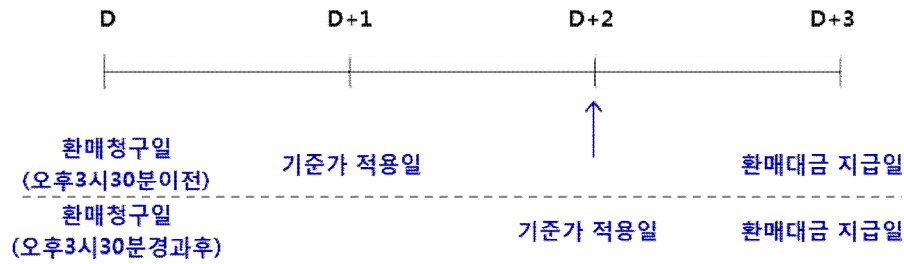 D D+1 D+2 D+3
환매청구일
(오후3시30분이전)
기준가 적용일
환매대금 지급일
환매청구일
(오후3시30분경과후)
기준가 적용일
환매대금 지급일